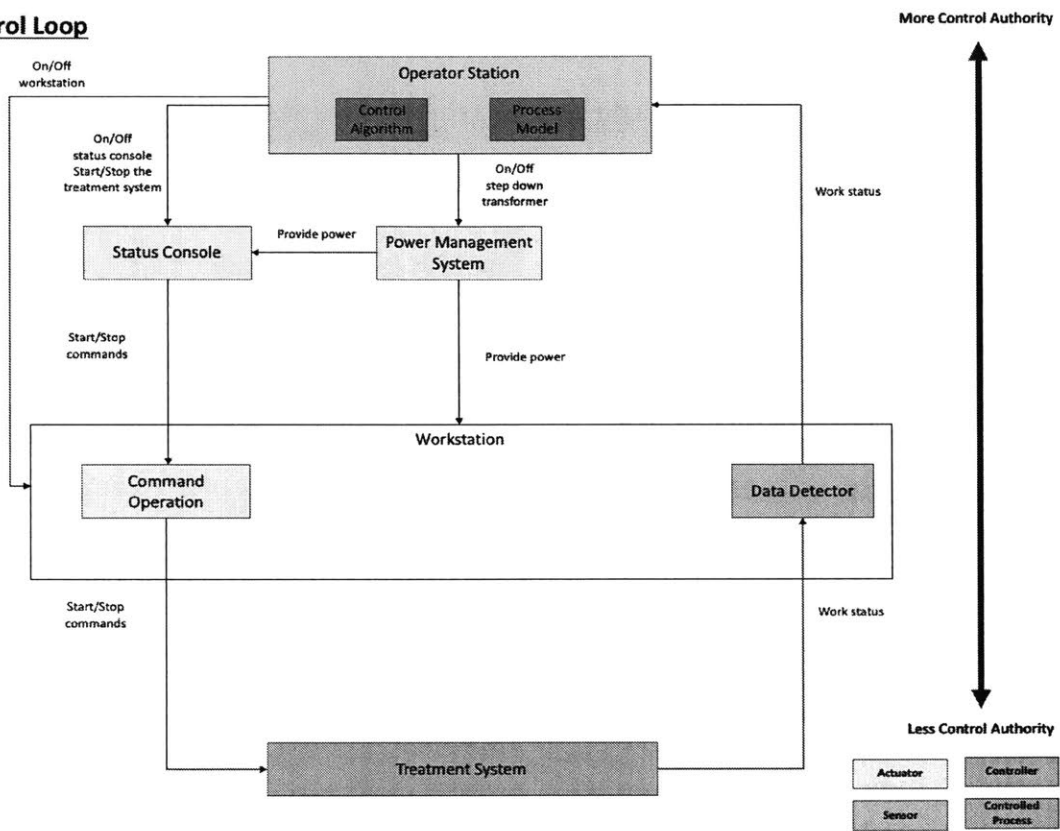 rol Loop
More Control Authority
On/Off
workstation
Operator Station
Control
Algorithm
Process
Model
On/Off
status console
Start/Stop the
treatment system
On/Off
step down
transformer
Work status
Provide power
Status Console
Power Management
System
Start/Stop
commands
Provide power
Workstation
Command
Operation
Data Detector
Start/Stop
commands
Work status
Less Control Authority
Treatment System
Actuator
Controller
Sensor
Controlled
Process